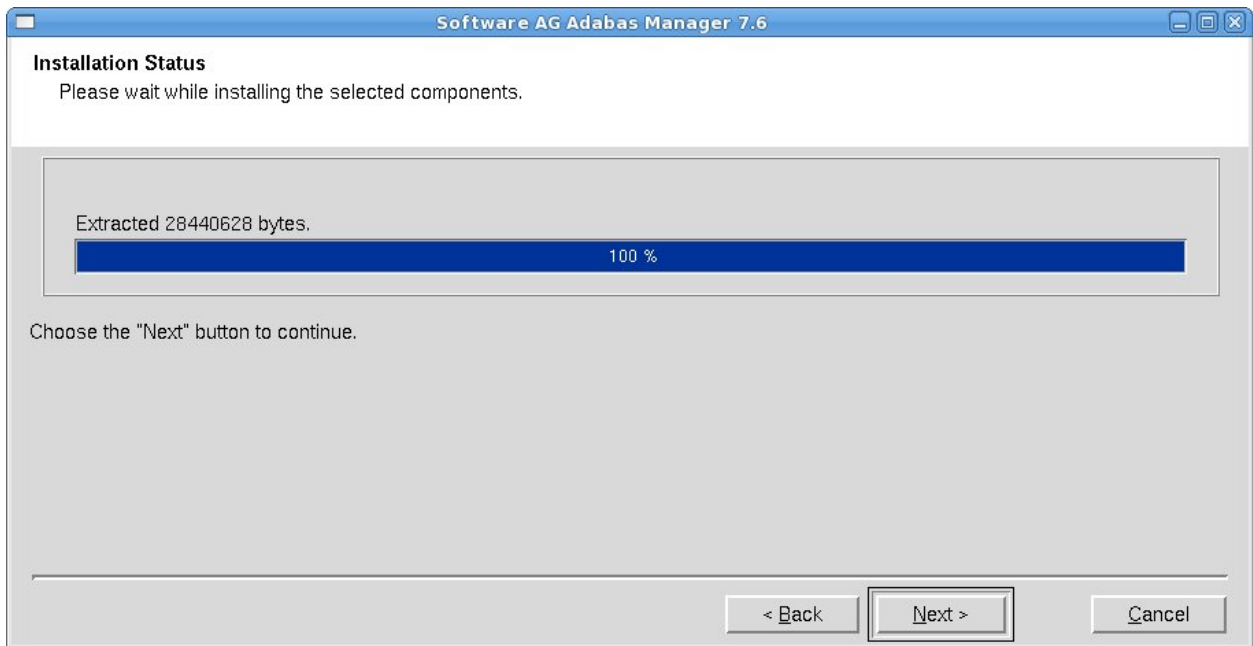 Software AG Adabas Manager 7.6
Installation Status
Please wait while installing the selected components.
Extracted 28440628 bytes.
100 %
Choose the "Next" button to continue.
< Back
Next >
Cancel